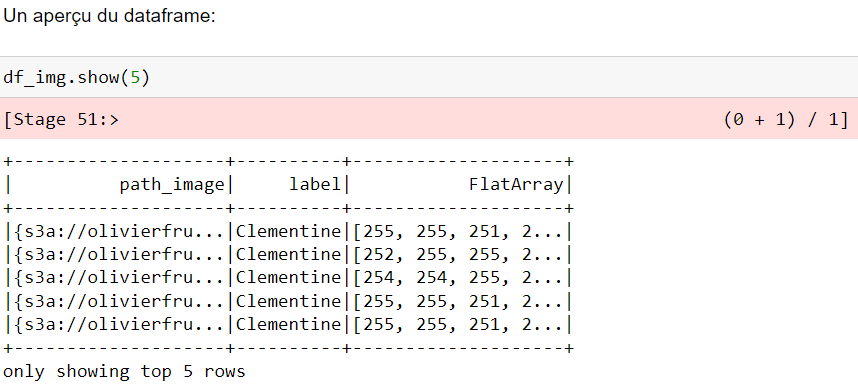 Un aperçu du dataframe:
df_img.show(5)
[Stage 51:> (0 + 1) / 1]
+--------------------+----------+--------------------+
|          path_image|     label|           FlatArray|
+--------------------+----------+--------------------+
|{s3a://olivierfru...|Clementine|[255, 255, 251, 2...|
|{s3a://olivierfru...|Clementine|[252, 255, 255, 2...|
|{s3a://olivierfru...|Clementine|[254, 254, 255, 2...|
|{s3a://olivierfru...|Clementine|[255, 255, 251, 2...|
|{s3a://olivierfru...|Clementine|[255, 255, 251, 2...|
+--------------------+----------+--------------------+
only showing top 5 rows